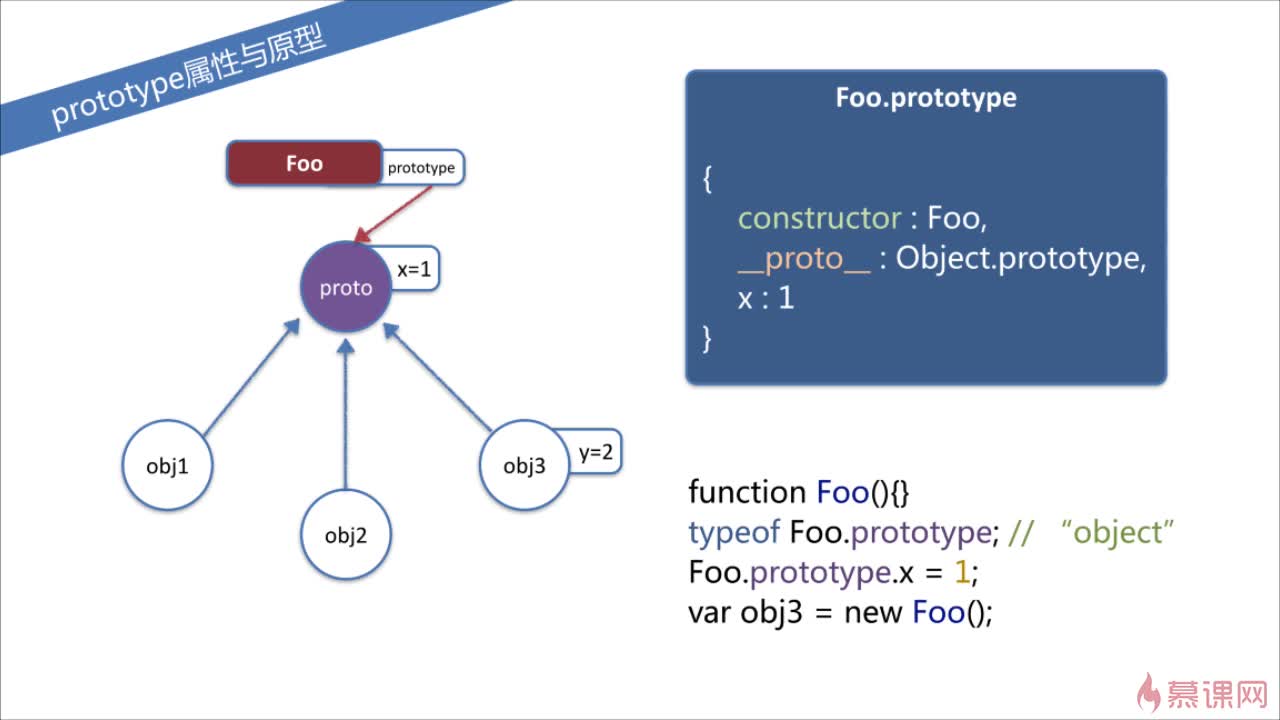 prototype属性与原型
Foo
prototype
proto
x=1
obj1
obj2
obj3
y=2
Foo.prototype
{
constructor : Foo,
__proto__ : Object.prototype,
x : 1
}
function Foo(){}
typeof Foo.prototype; // “object”
Foo.prototype.x = 1;
var obj3 = new Foo();
慕课网